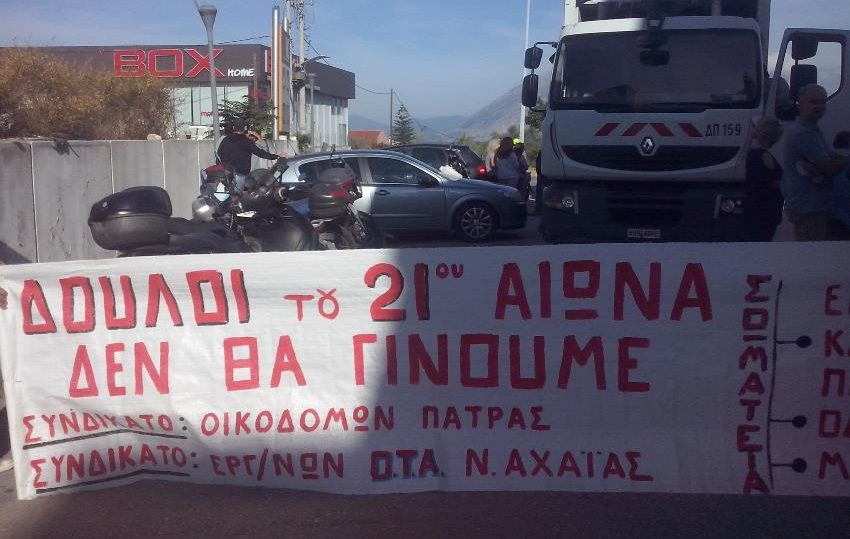 BOX HOME
ΔΠ 159
ΔΟΥΛΟΙ του 21ου ΑΙΩΝΑ
ΔΕΝ ΘΑ ΓΙΝΟΥΜΕ
ΣΥΝΔΙΚΑΤΟ: ΟΙΚΟΔΟΜΩΝ ΠΑΤΡΑΣ
ΣΥΝΔΙΚΑΤΟ: ΕΡΓ/ΝΩΝ Ο.Τ.Α. Ν. ΑΧΑΪΑΣ
ΣΩΜΑΤΕΙΑ